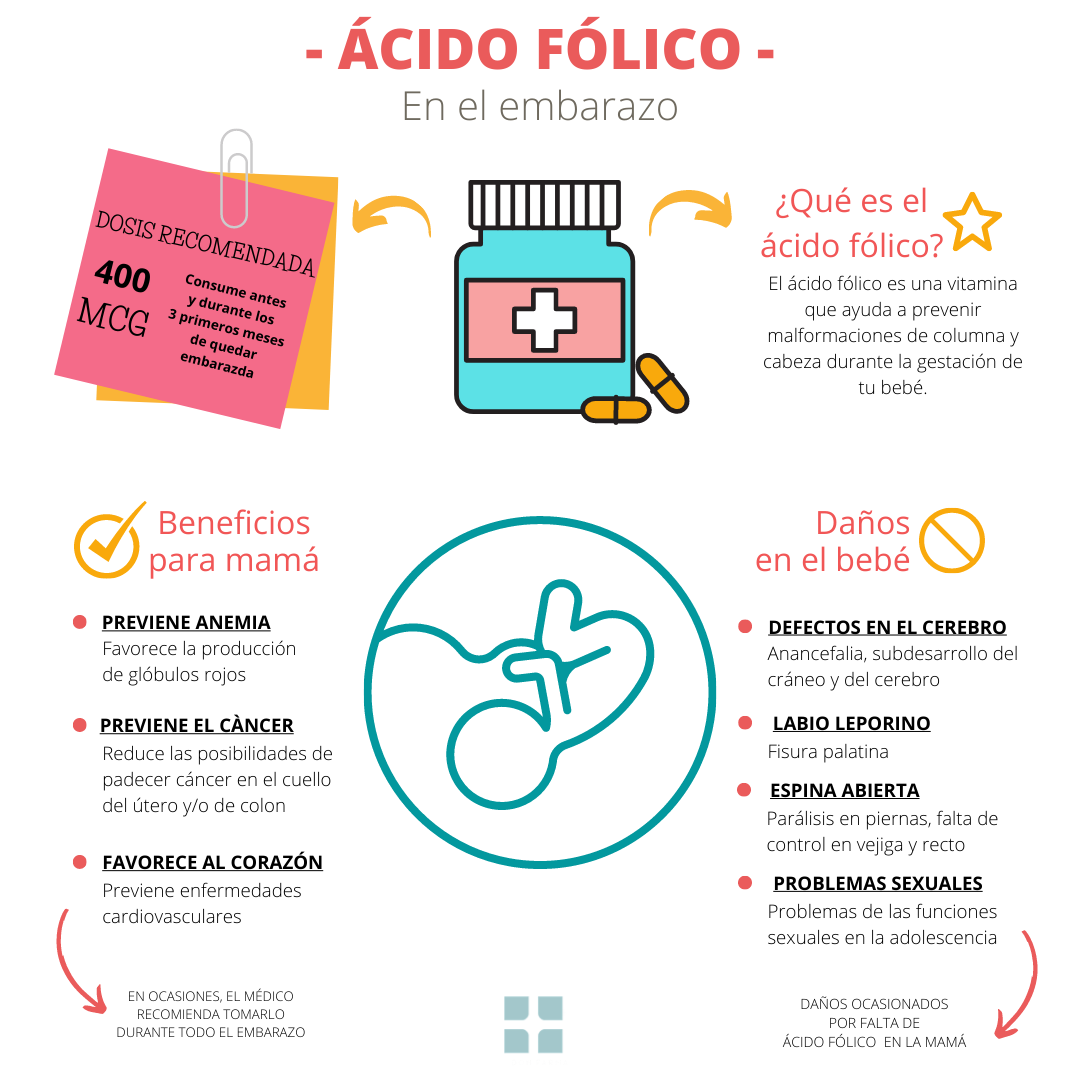 - ÁCIDO FÓLICO -
En el embarazo
DOSIS RECOMENDADA
400
MCG
Consume antes
y durante los
3 primeros meses
de quedar
embarazda
¿Qué es el
ácido fólico?
El ácido fólico es una vitamina
que ayuda a prevenir
malformaciones de columna y
cabeza durante la gestación de
tu bebé.
Beneficios
para mamá
PREVIENE ANEMIA
Favorece la producción
de glóbulos rojos
PREVIENE EL CÀNCER
Reduce las posibilidades de
padecer cáncer en el cuello
del útero y/o de colon
FAVORECE AL CORAZÓN
Previene enfermedades
cardiovasculares
EN OCASIONES, EL MÉDICO
RECOMIENDA TOMARLO
DURANTE TODO EL EMBARAZO
Daños
en el bebé
DEFECTOS EN EL CEREBRO
Anancefalia, subdesarrollo del
cráneo y del cerebro
LABIO LEPORINO
Fisura palatina
ESPINA ABIERTA
Parálisis en piernas, falta de
control en vejiga y recto
PROBLEMAS SEXUALES
Problemas de las funciones
sexuales en la adolescencia
DAÑOS OCASIONADOS
POR FALTA DE
ÁCIDO FÓLICO  EN LA MAMÁ